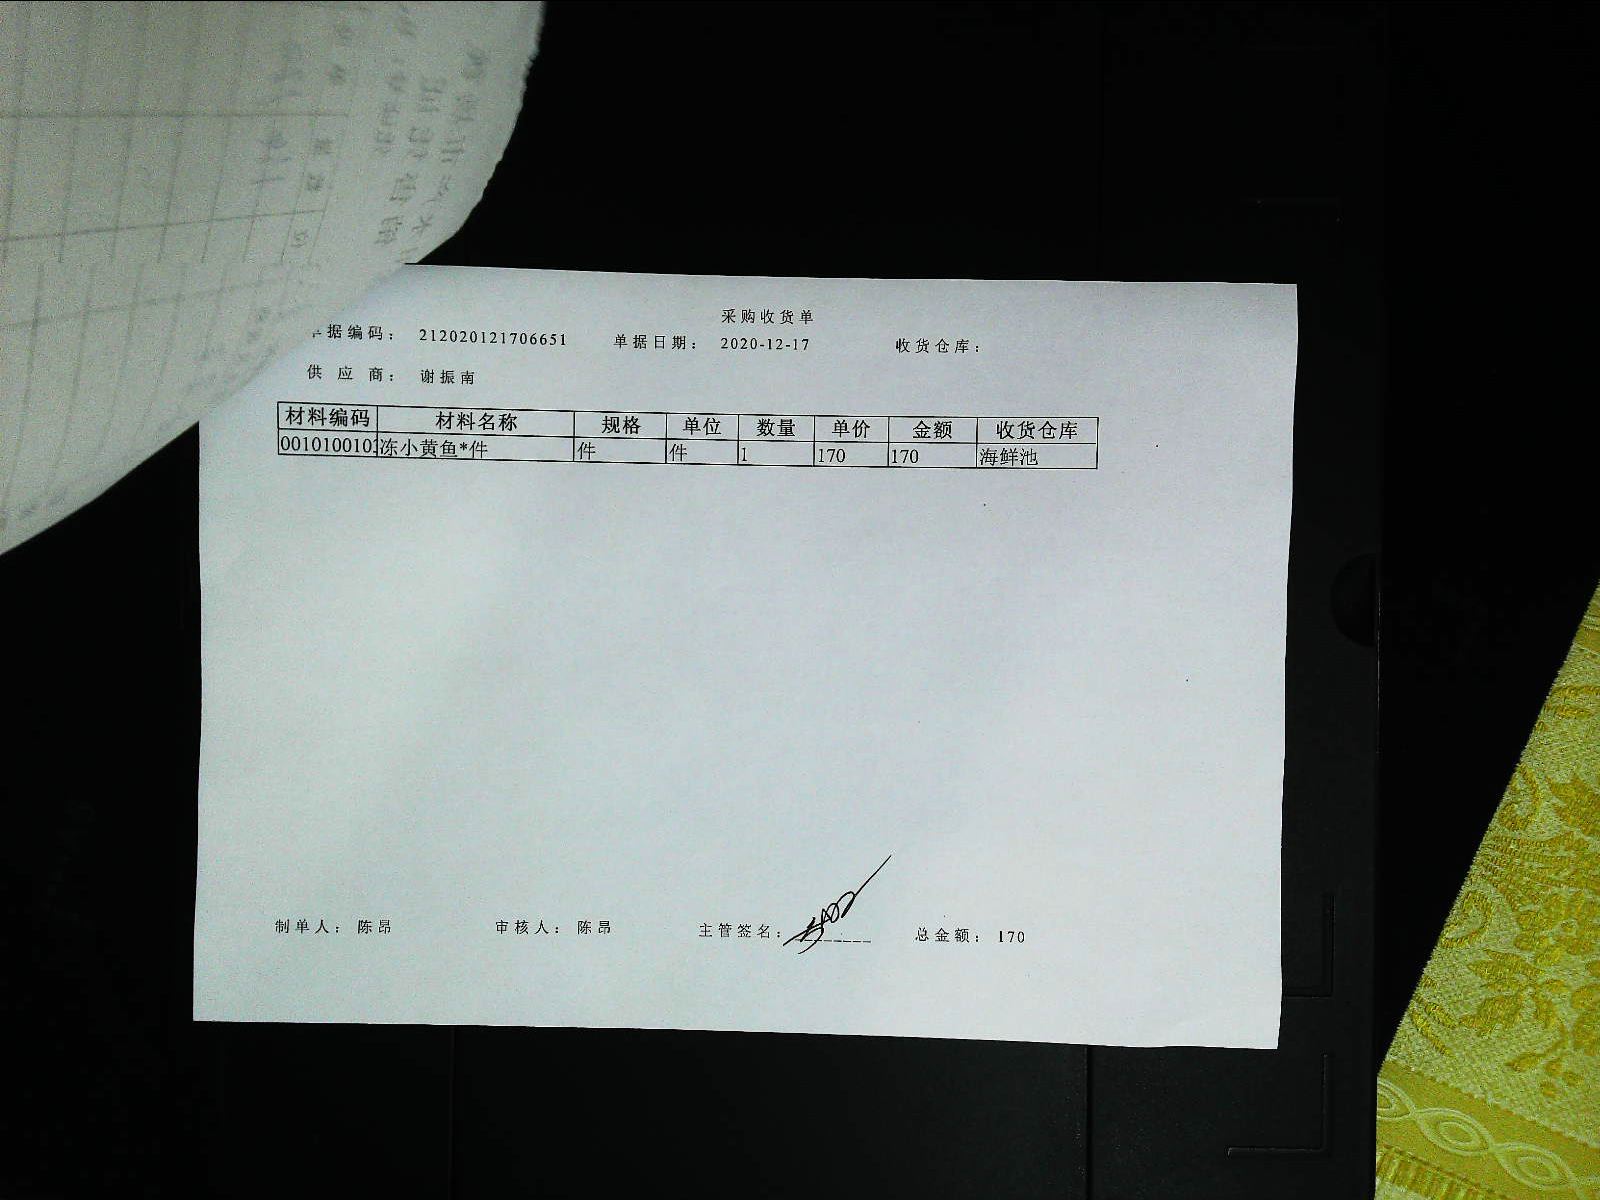 采购收货单
单据编码： 212020121706651 单据日期： 2020-12-17 收货仓库：
供应商： 谢振南
材料编码 材料名称 规格 单位 数量 单价 金额 收货仓库
001010010 冻小黄鱼*件 件 件 1 170 170 海鲜池
制单人： 陈昂 审核人： 陈昂 主管签名： 总金额： 170